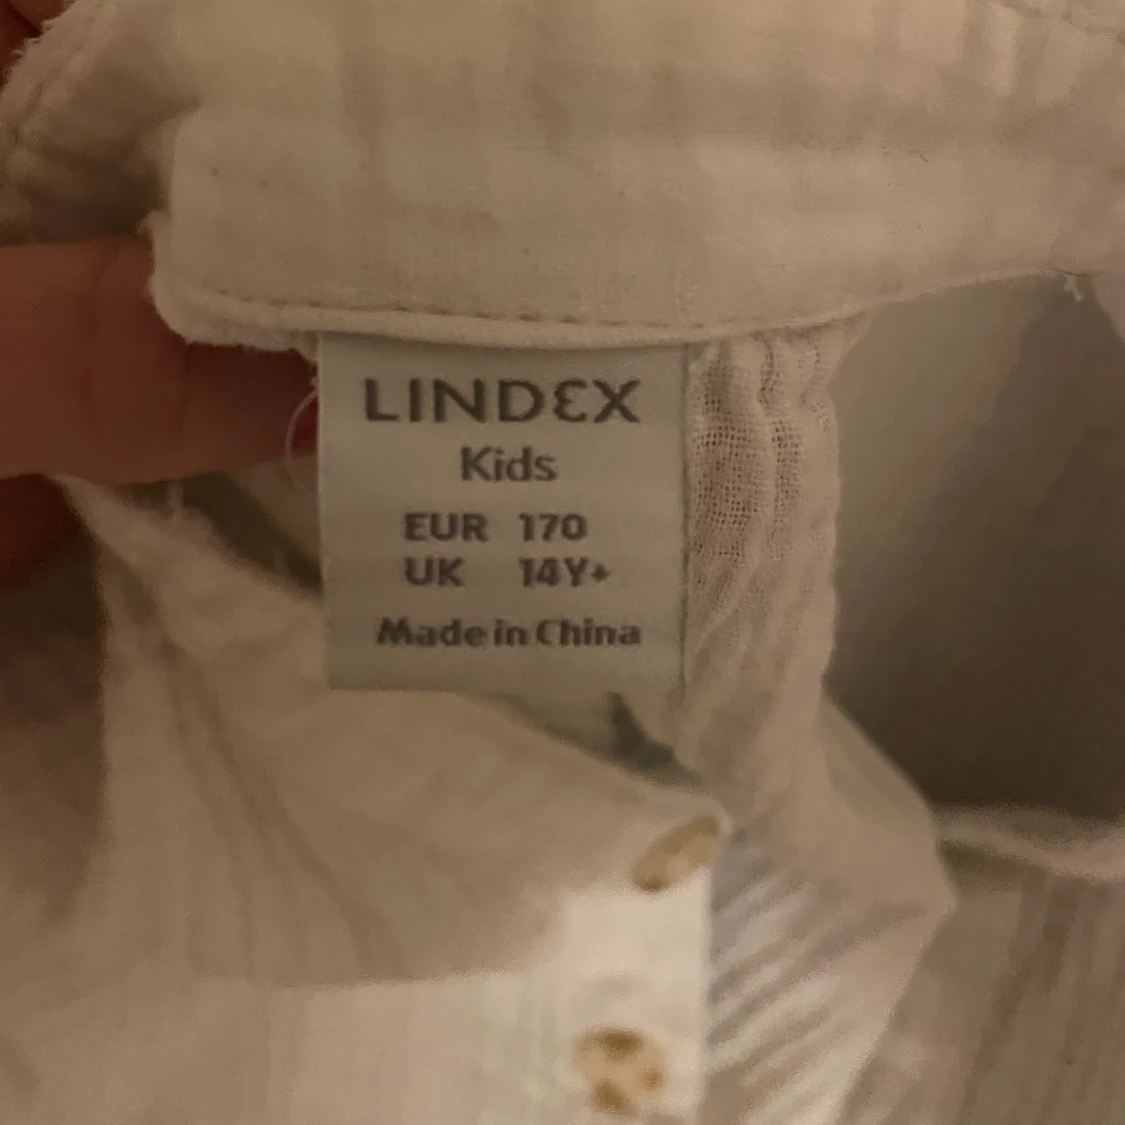 LINDEX
Kids
EUR 170
UK 14Y+
Made in China